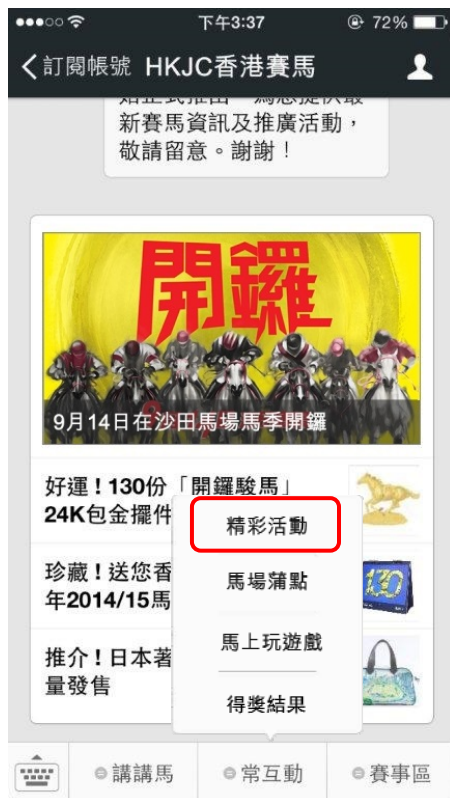 下午3:37
72%
訂閱帳號 HKJC香港賽馬
新賽馬資訊及推廣活動，
敬請留意。謝謝！
開鑼
9月14日在沙田馬場馬季開鑼
好運！130份「開鑼駿馬」
24K包金擺件
珍藏！送您香
年2014/15馬
130
推介！日本著
量發售
精彩活動
馬場蒲點
馬上玩遊戲
得獎結果
講講馬
常互動
賽事區